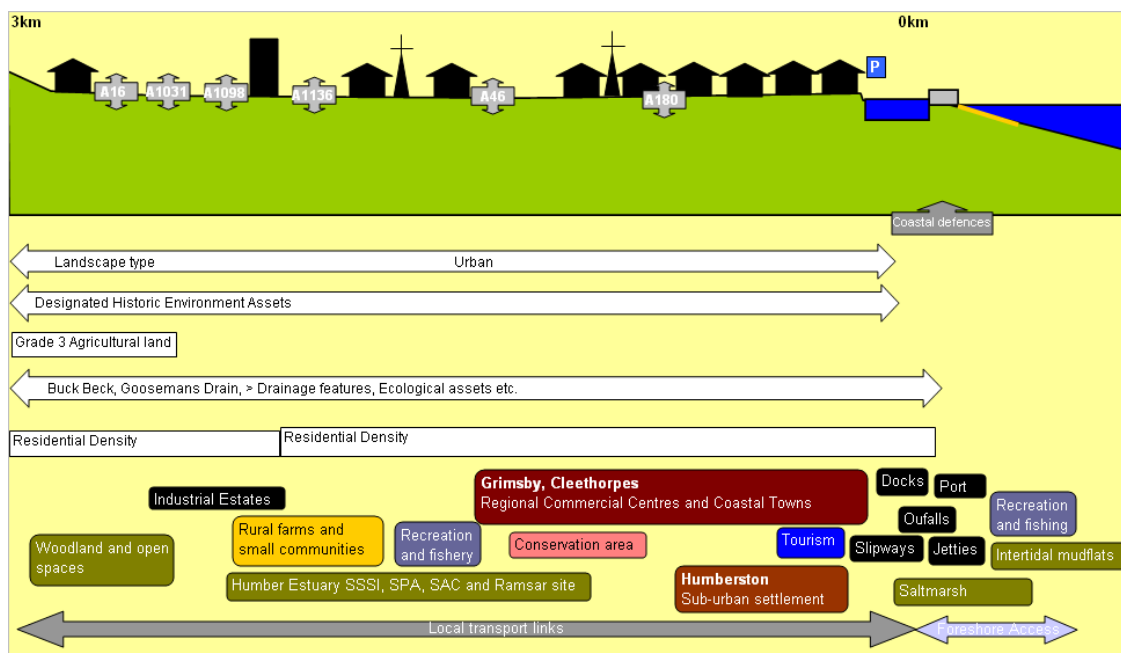 3km
0km
P
A16
A1031
A1098
A1136
A46
A180
Coastal defences
Landscape type
Urban
Designated Historic Environment Assets
Grade 3 Agricultural land
Buck Beck, Goosemans Drain, > Drainage features, Ecological assets etc.
Residential Density
Residential Density
Grimsby, Cleethorpes
Regional Commercial Centres and Coastal Towns
Docks
Port
Industrial Estates
Recreation
and fishing
Oufalls
Rural farms and
small communities
Recreation
and fishery
Conservation area
Tourism
Slipways
Jetties
Intertidal mudflats
Woodland and open
spaces
Humber Estuary SSSI, SPA, SAC and Ramsar site
Humberston
Sub-urban settlement
Saltmarsh
Local transport links
Foreshore Access